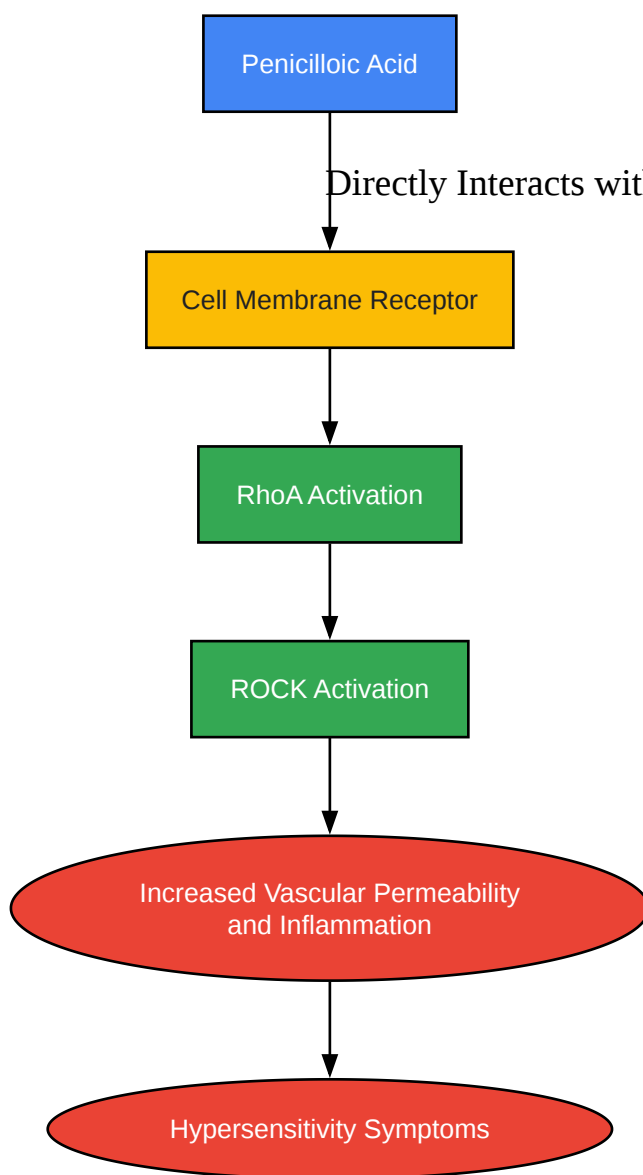 Penicilloic Acid
Directly Interacts wit
Cell Membrane Receptor
RhoA Activation
ROCK Activation
Increased Vascular Permeability
and Inflammation
Hypersensitivity Symptoms